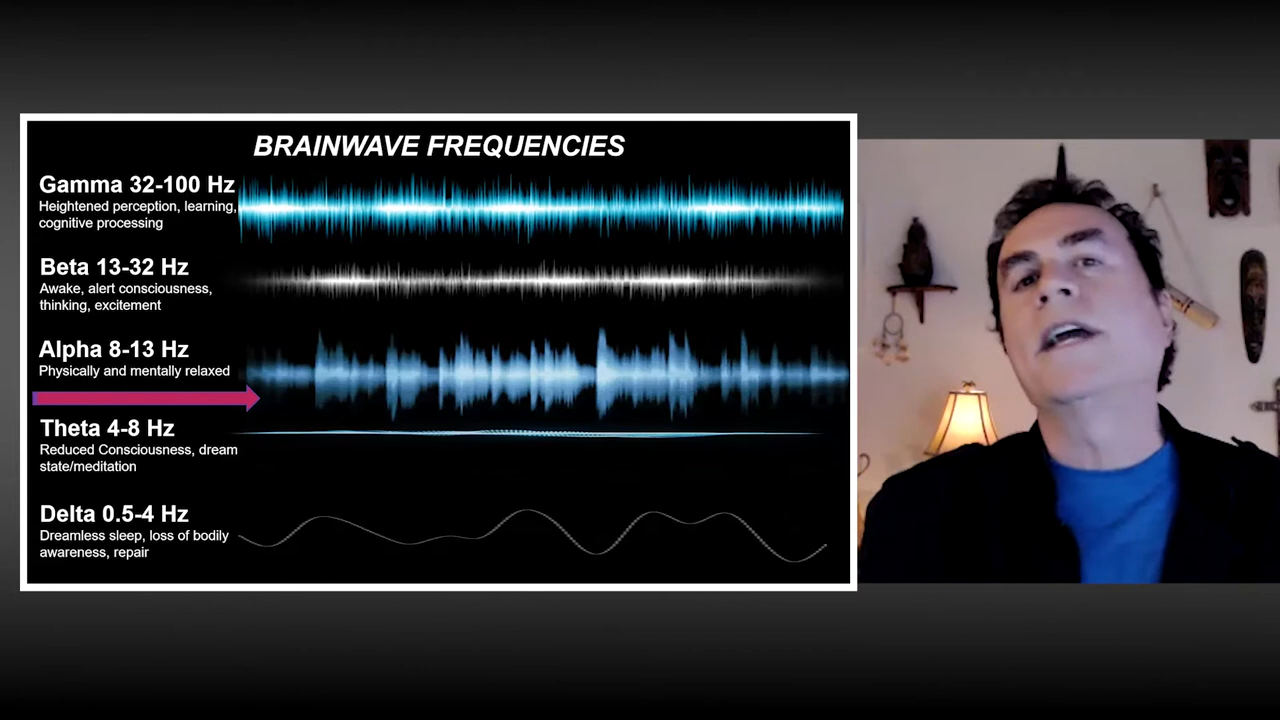 BRAINWAVE FREQUENCIES
Gamma 32-100 Hz
Heightened perception, learning,
cognitive processing
Beta 13-32 Hz
Awake, alert consciousness,
thinking, excitement
Alpha 8-13 Hz
Physically and mentally relaxed
Theta 4-8 Hz
Reduced Consciousness, dream
state/meditation
Delta 0.5-4 Hz
Dreamless sleep, loss of bodily
awareness, repair